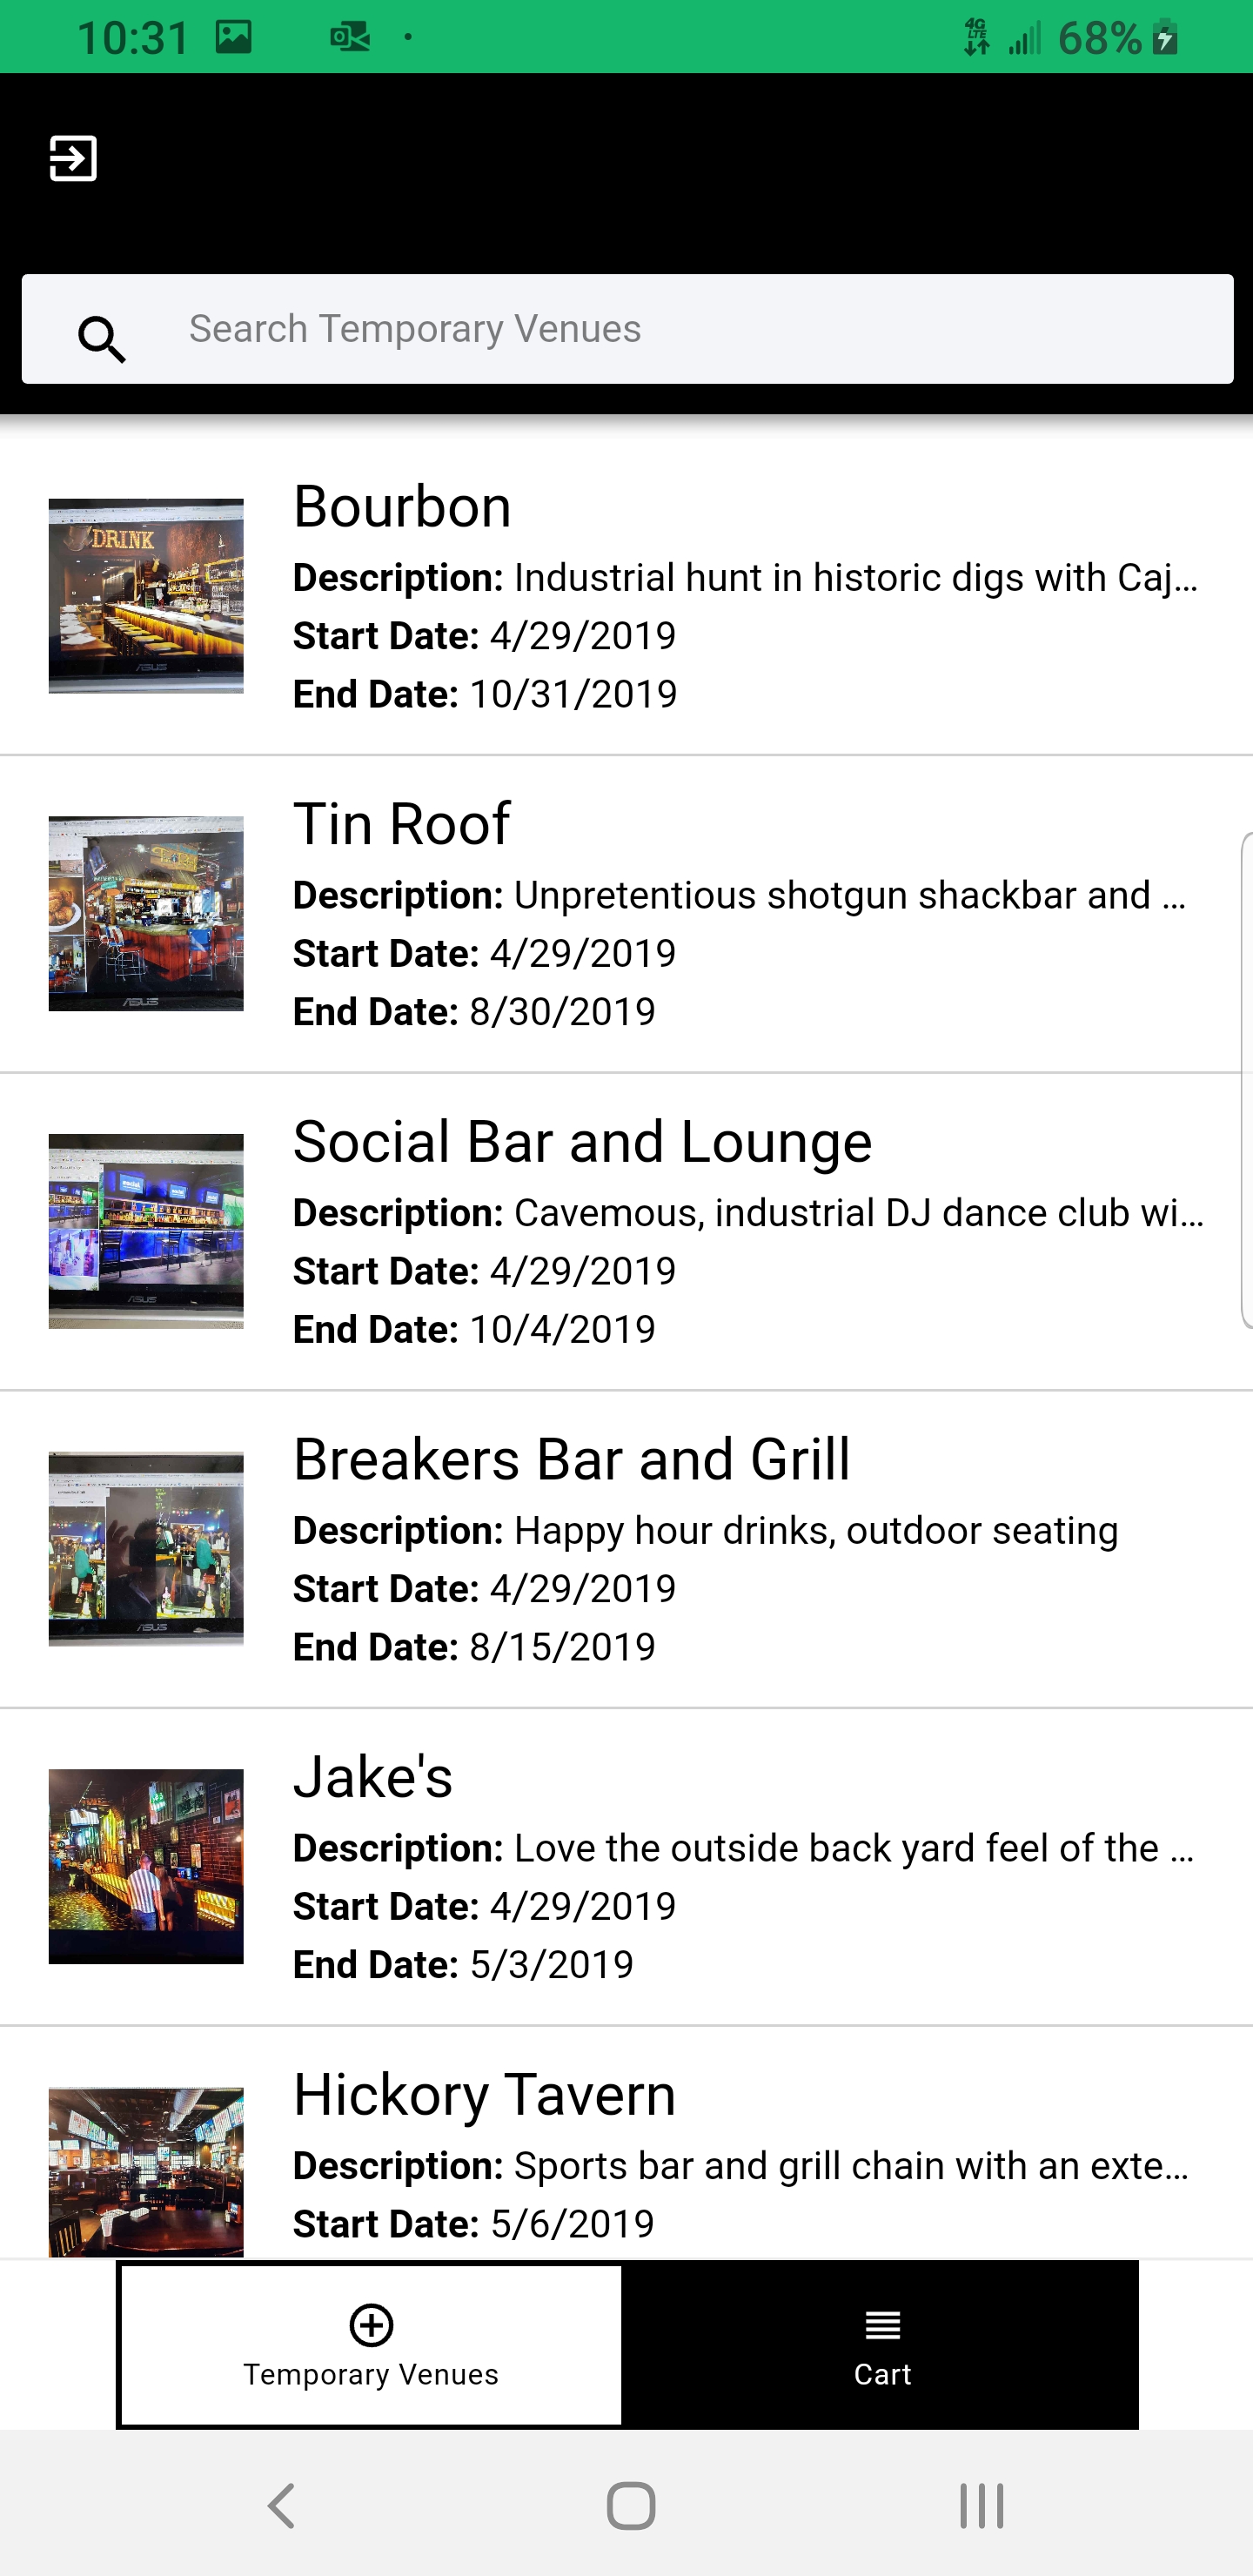 10:31
4G
LTE
68%
Search Temporary Venues
DRINK
ASUS
Bourbon
Description: Industrial hunt in historic digs with Caj...
Start Date: 4/29/2019
End Date: 10/31/2019
ASUS
Tin Roof
Description: Unpretentious shotgun shackbar and ...
Start Date: 4/29/2019
End Date: 8/30/2019
ASUS
Social Bar and Lounge
Description: Cavemous, industrial DJ dance club wi...
Start Date: 4/29/2019
End Date: 10/4/2019
ASUS
Breakers Bar and Grill
Description: Happy hour drinks, outdoor seating
Start Date: 4/29/2019
End Date: 8/15/2019
Jake's
Description: Love the outside back yard feel of the ...
Start Date: 4/29/2019
End Date: 5/3/2019
Hickory Tavern
Description: Sports bar and grill chain with an exte...
Start Date: 5/6/2019
Temporary Venues
Cart